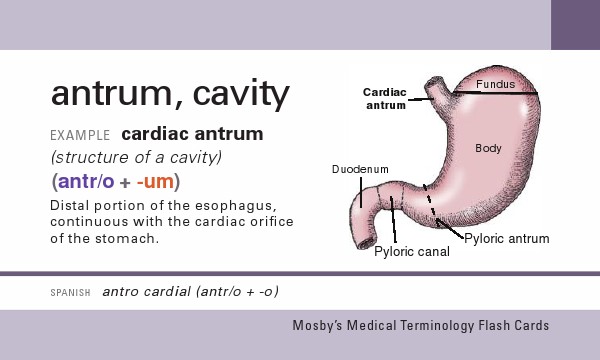 antrum, cavity
EXAMPLE cardiac antrum
(structure of a cavity)
(antr/o + -um)
Distal portion of the esophagus,
continuous with the cardiac orifice
of the stomach.
Cardiac
antrum
Fundus
Body
Duodenum
Pyloric antrum
Pyloric canal
SPANISH antro cardial (antr/o + -o)
Mosby's Medical Terminology Flash Cards